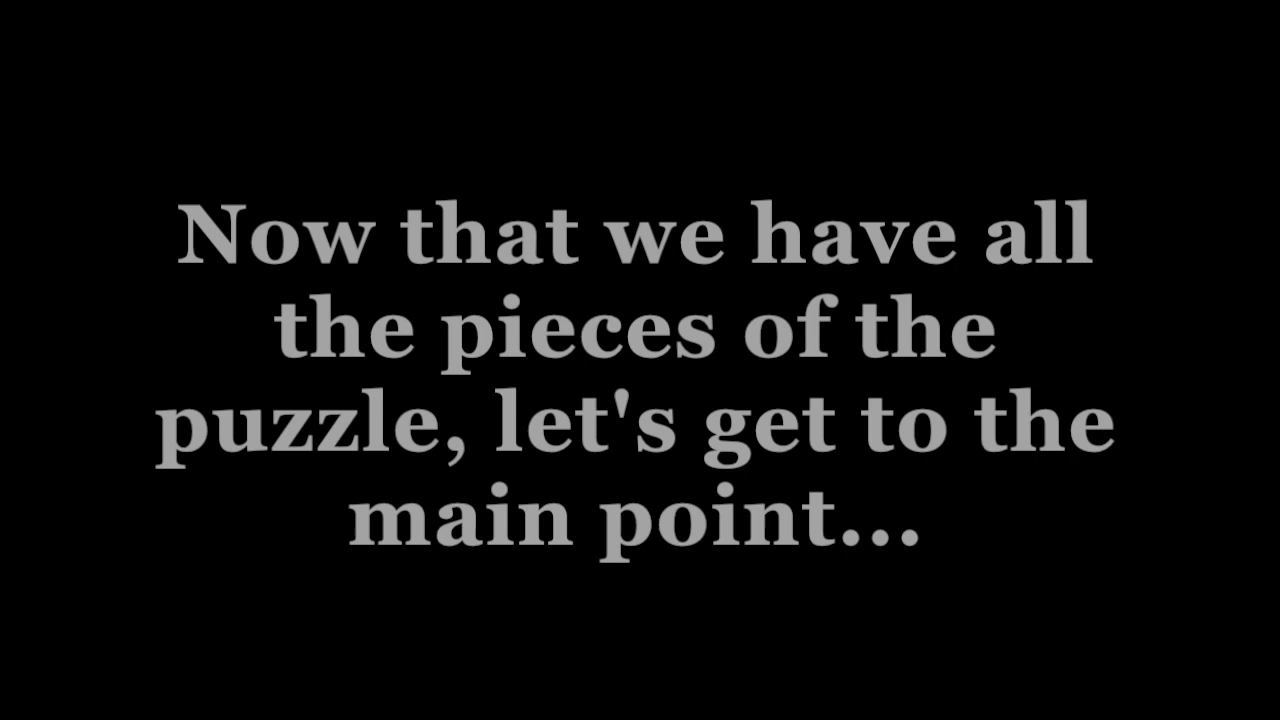 Now that we have all
the pieces of the
puzzle, let's get to the
main point...